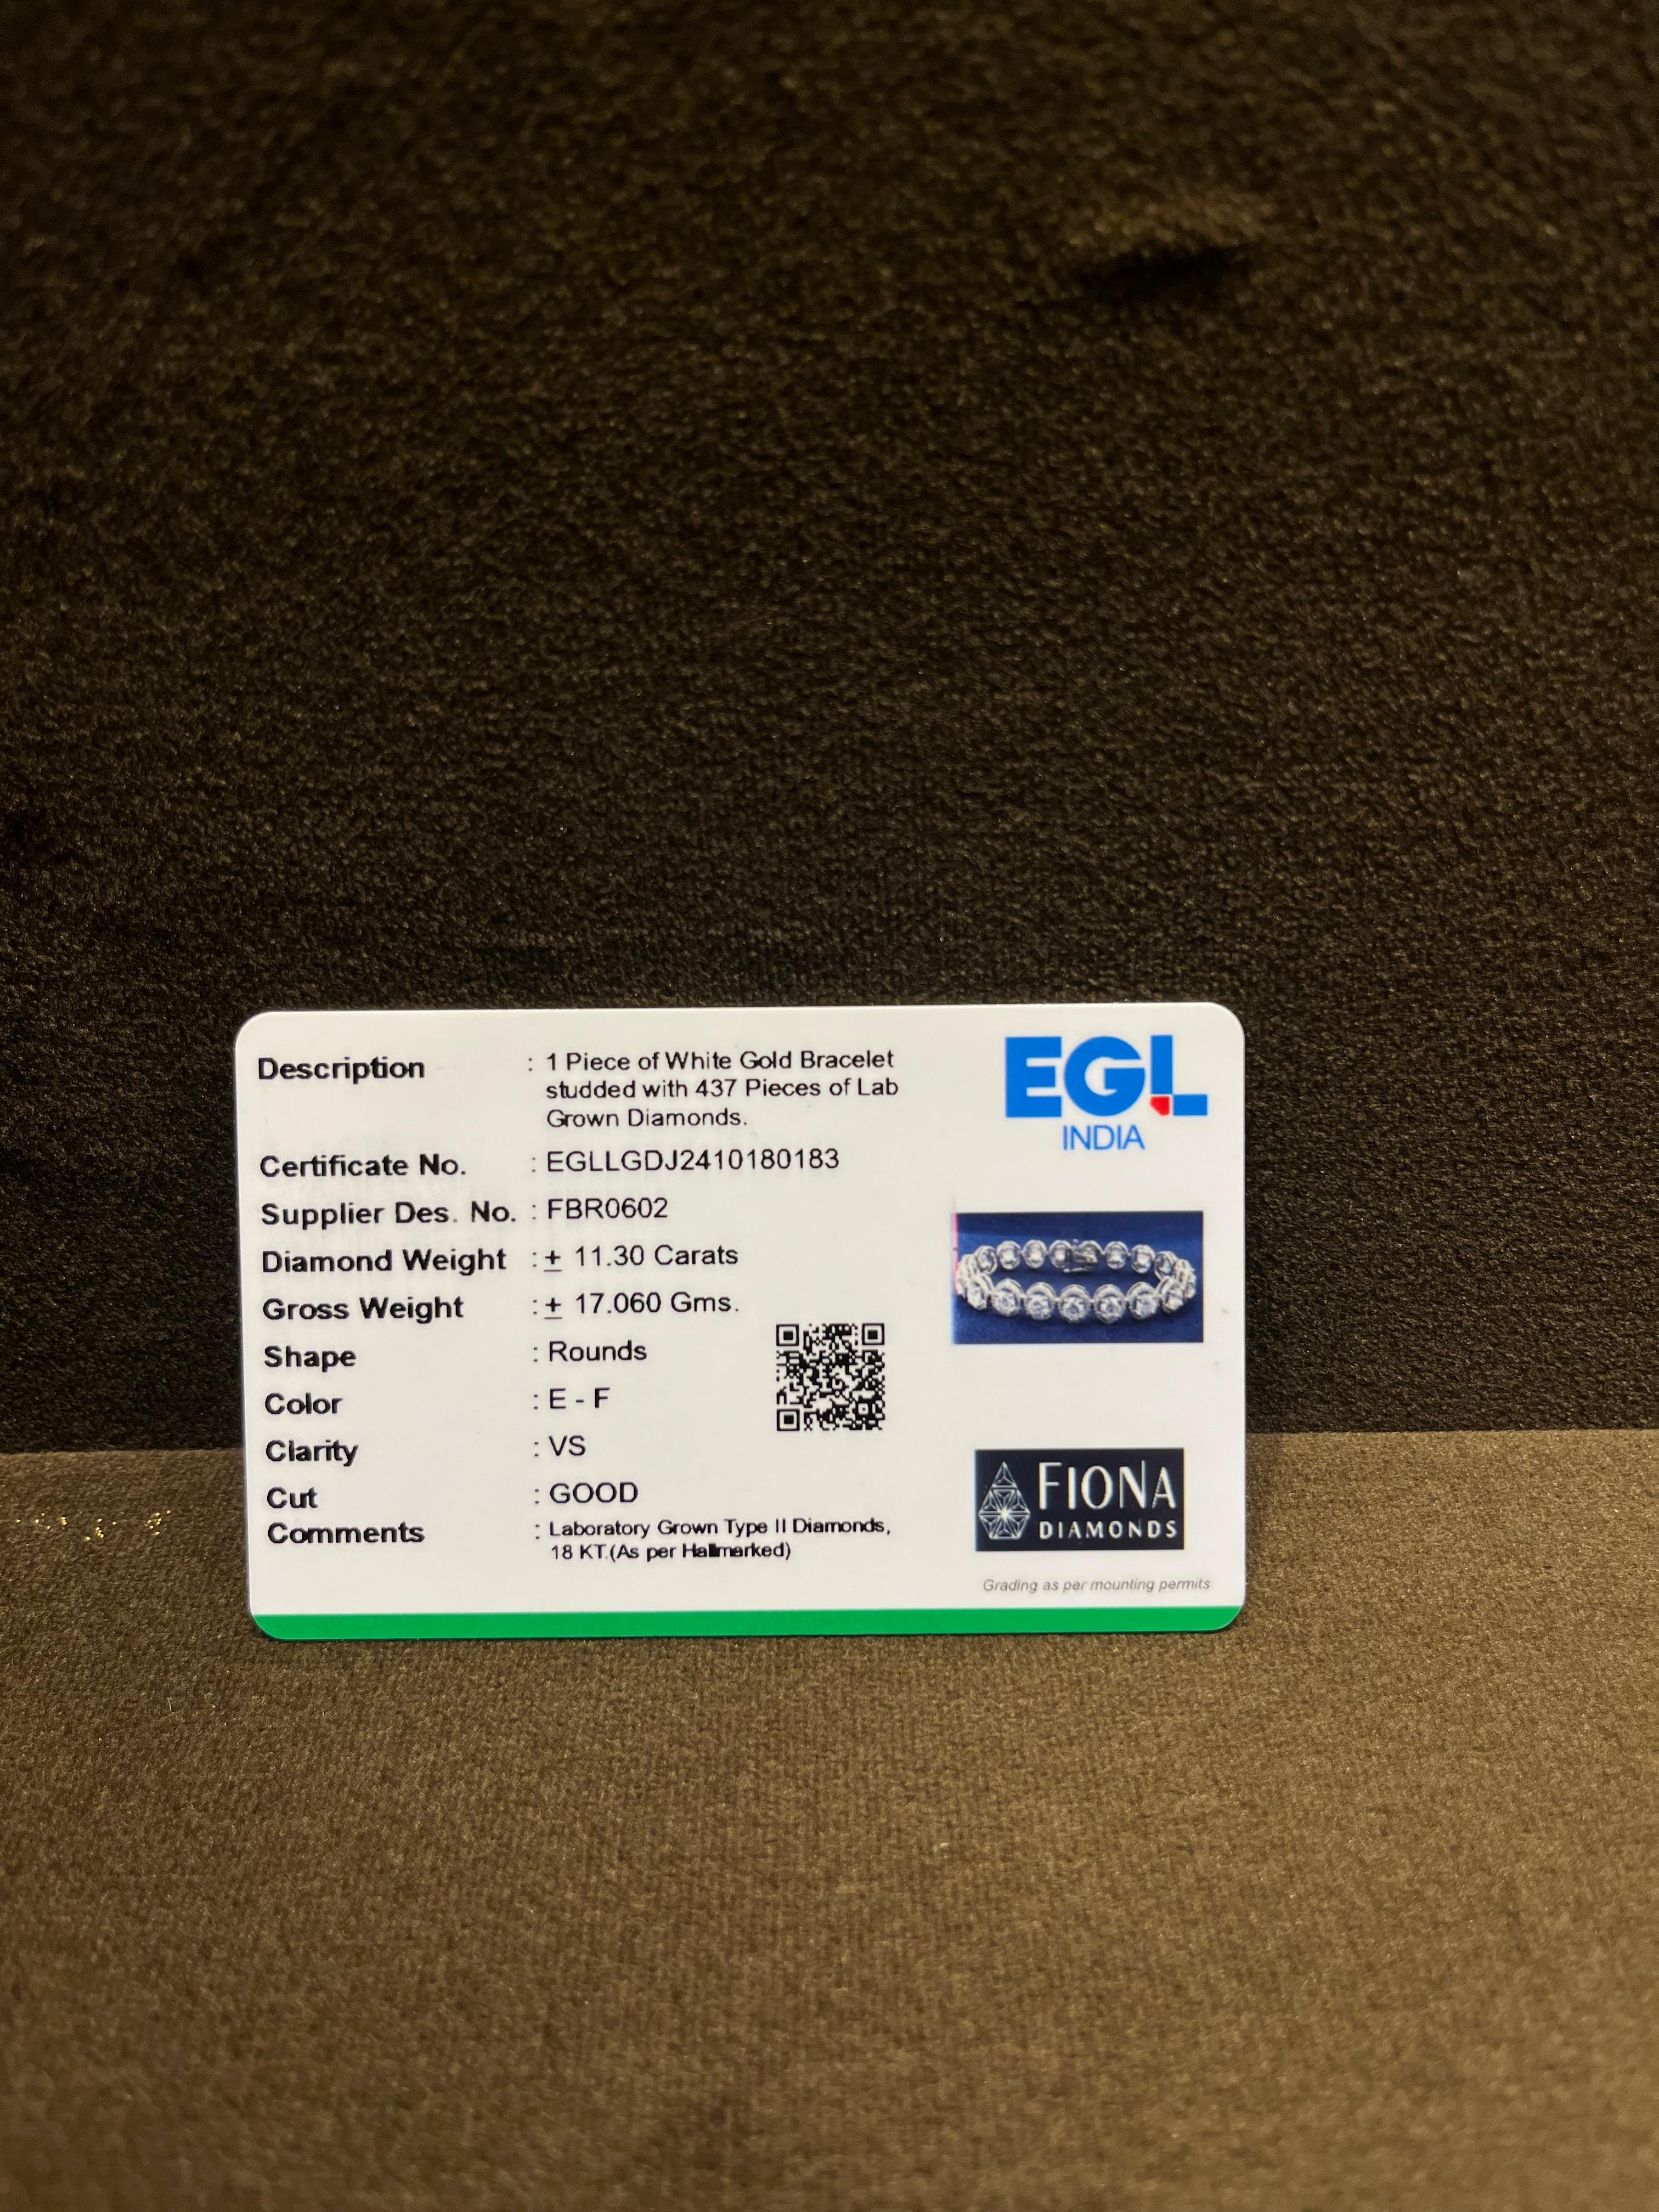 Description : 1 Piece of White Gold Bracelet
studded with 437 Pieces of Lab
Grown Diamonds.
Certificate No. : EGLLGDJ2410180183
Supplier Des. No. : FBR0602
Diamond Weight : ± 11.30 Carats
Gross Weight : ± 17.060 Gms.
Shape : Rounds
Color : E - F
Clarity : VS
Cut : GOOD
Comments : Laboratory Grown Type II Diamonds,
18 KT.(As per Hallmarked)
EGL
INDIA
FIONA
DIAMONDS
Grading as per mounting permits